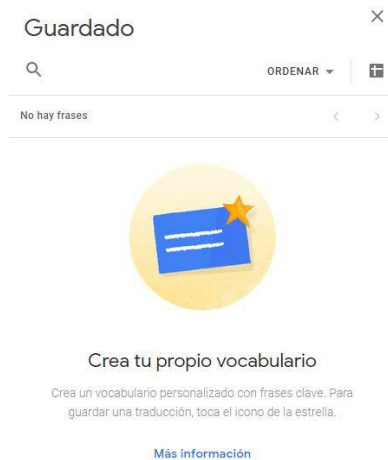 Guardado
ORDENAR
No hay frases
Crea tu propio vocabulario
Crea un vocabulario personalizado con frases clave. Para
guardar una traducción, toca el icono de la estrella.
Más información